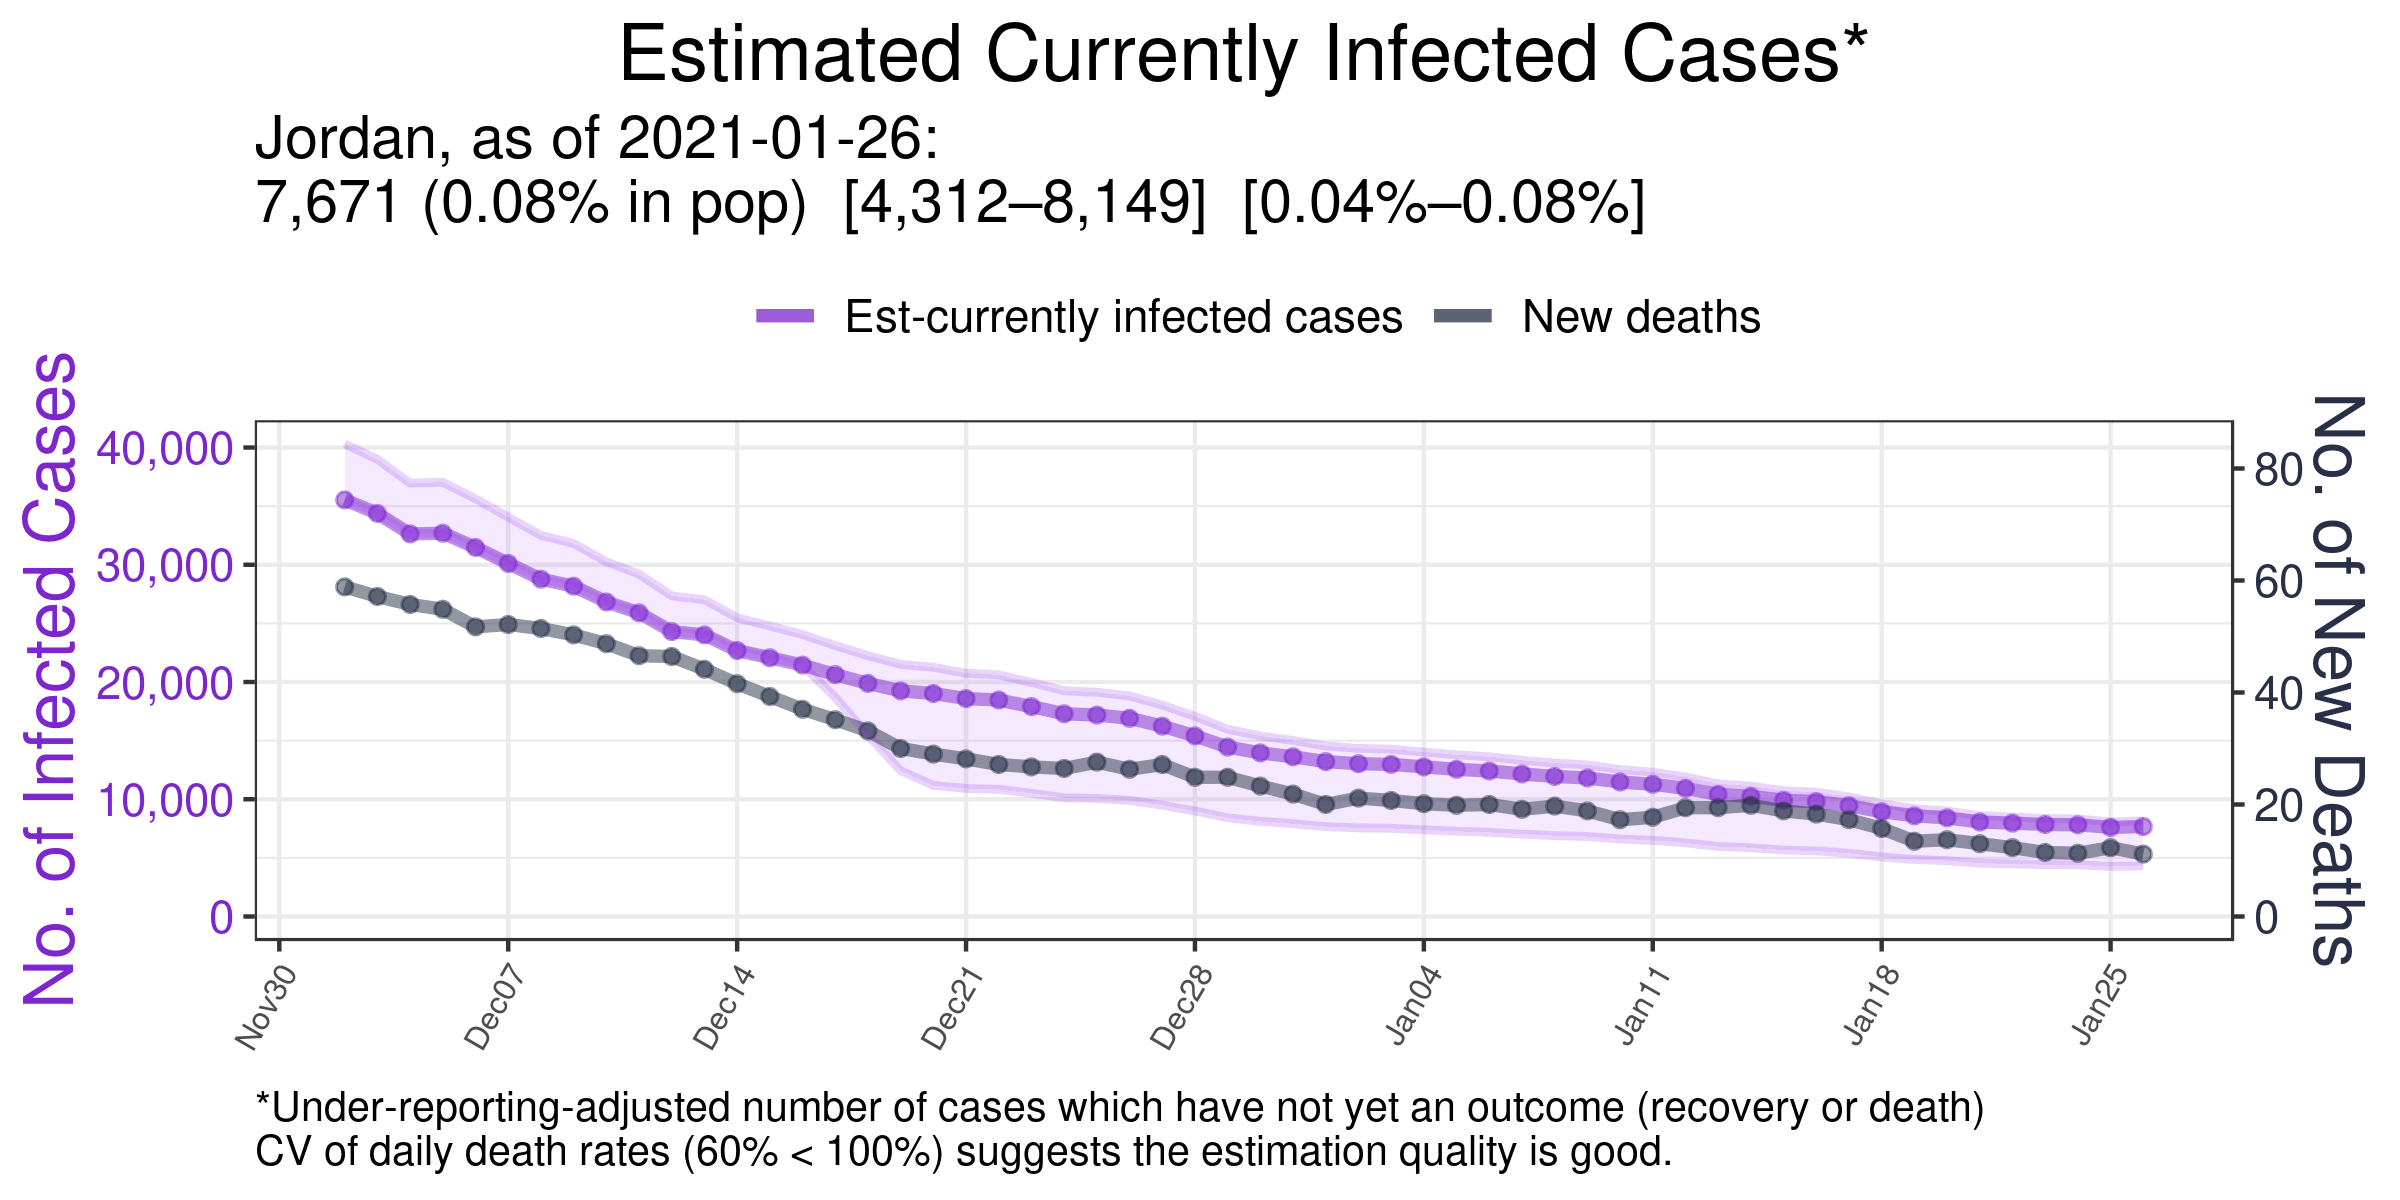 Estimated Currently Infected Cases*
Jordan, as of 2021-01-26:
7,671 (0.08% in pop) [4,312–8,149] [0.04%–0.08%]
Est-currently infected cases
New deaths
No. of Infected Cases
40,000
30,000
20,000
10,000
0
80
60
40
20
0
No. of New Deaths
Nov30
Dec07
Dec14
Dec21
Dec28
Jan04
Jan11
Jan18
Jan25
*Under-reporting-adjusted number of cases which have not yet an outcome (recovery or death)
CV of daily death rates (60% < 100%) suggests the estimation quality is good.